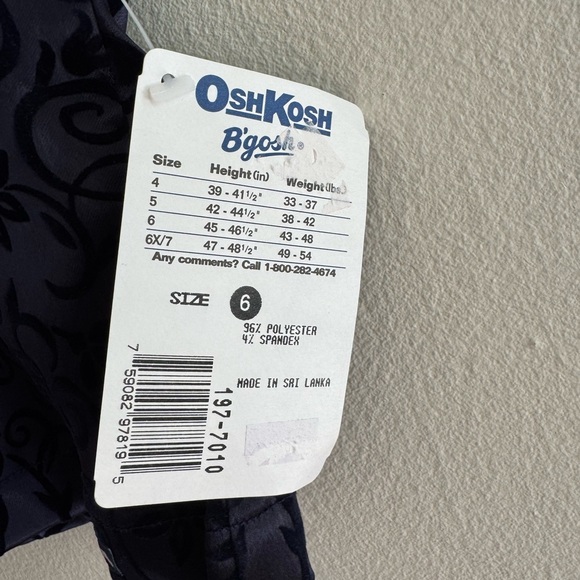 OSHKOSH
B'gosh®
Size Height(in) Weight(lbs)
4 39 - 41 1/2" 33 - 37
5 42 - 44 1/2" 38 - 42
6 45 - 46 1/2" 43 - 48
6X/7 47 - 48 1/2" 49 - 54
Any comments? Call 1-800-282-4674
SIZE 6
96% POLYESTER
4% SPANDEX
MADE IN SRI LANKA
197-7010
7 59082 97819 5